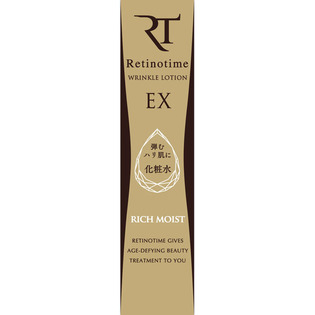 RT
Retinotime
WRINKLE LOTION
EX
弾む
ハリ肌に
化粧水
RICH MOIST
RETINOTIME GIVES
AGE-DEFYING BEAUTY
TREATMENT TO YOU